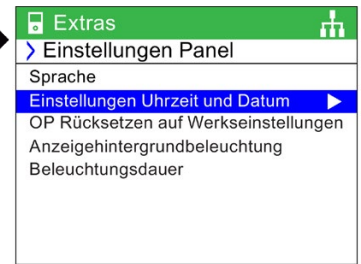 Extras
Einstellungen Panel
Sprache
Einstellungen Uhrzeit und Datum
OP Rücksetzen auf Werkseinstellungen
Anzeigehintergrundbeleuchtung
Beleuchtungsdauer